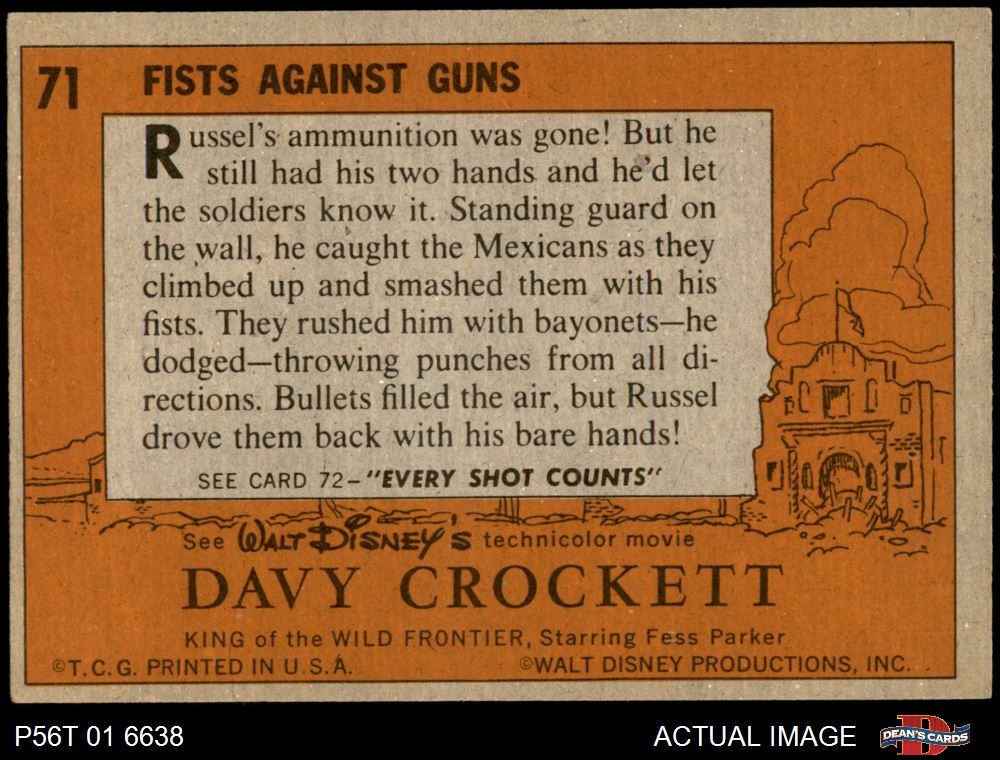 71 FISTS AGAINST GUNS
Russel's ammunition was gone! But he
still had his two hands and he'd let
the soldiers know it. Standing guard on
the wall, he caught the Mexicans as they
climbed up and smashed them with his
fists. They rushed him with bayonets—he
dodged—throwing punches from all di-
rections. Bullets filled the air, but Russel
drove them back with his bare hands!
SEE CARD 72–"EVERY SHOT COUNTS"
See WALT DISNEY'S technicolor movie
DAVY CROCKETT
KING of the WILD FRONTIER, Starring Fess Parker
©T.C.G. PRINTED IN U.S.A. ©WALT DISNEY PRODUCTIONS, INC.
P56T 01 6638 ACTUAL IMAGE D DEAN'S CARDS